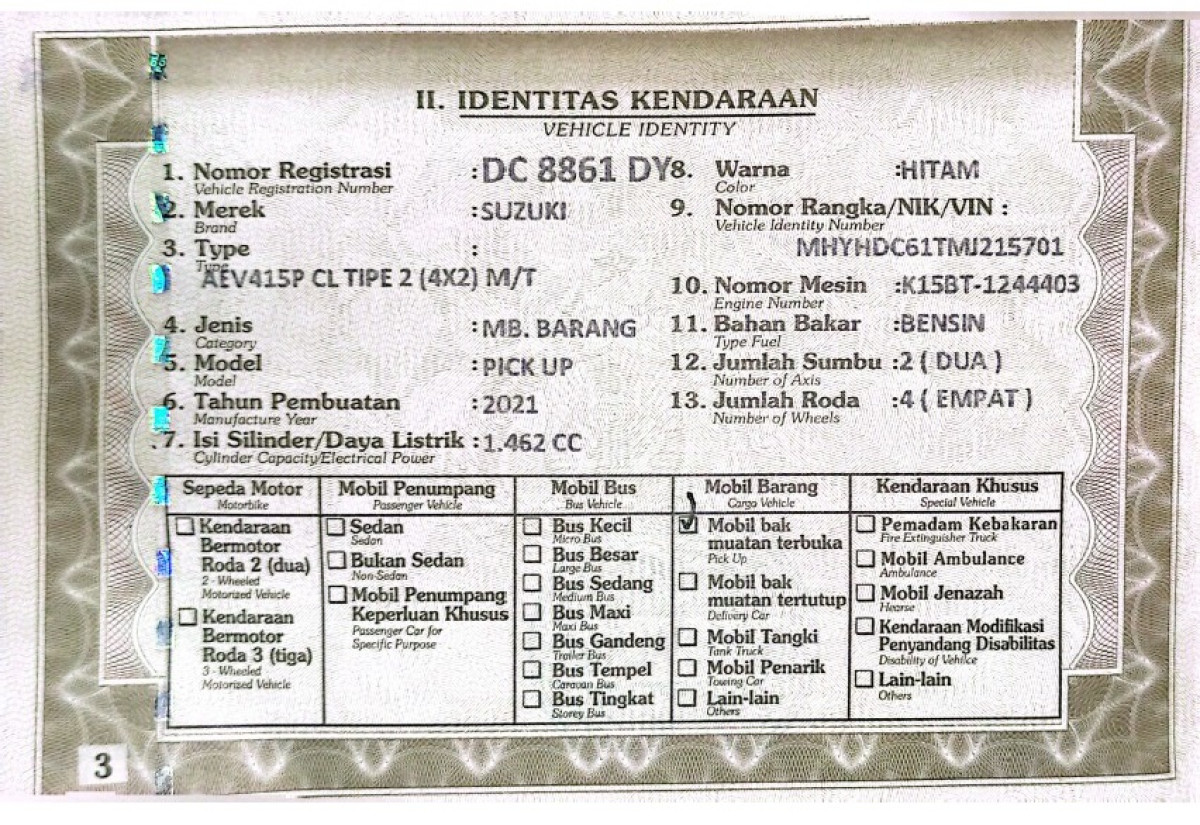 II. IDENTITAS KENDARAAN
VEHICLE IDENTITY
1. Nomor Registrasi : DC 8861 DY
Vehicle Registration Number
2. Merek : SUZUKI
Brand
3. Type :
Type
AEV415P CL TIPE 2 (4X2) M/T
4. Jenis : MB. BARANG
Category
5. Model : PICK UP
Model
6. Tahun Pembuatan : 2021
Manufacture Year
7. Isi Silinder/Daya Listrik : 1.462 CC
Cylinder Capacity/Electrical Power
8. Warna : HITAM
Color
9. Nomor Rangka/NIK/VIN :
Vehicle Identity Number
MHYHDC61TMJ215701
10. Nomor Mesin : K15BT-1244403
Engine Number
11. Bahan Bakar : BENSIN
Type Fuel
12. Jumlah Sumbu : 2 ( DUA )
Number of Axis
13. Jumlah Roda : 4 ( EMPAT )
Number of Wheels
Sepeda Motor
Motorbike
Kendaraan
Bermotor
Roda 2 (dua)
2 - Wheeled
Motorized Vehicle
Kendaraan
Bermotor
Roda 3 (tiga)
3 - Wheeled
Motorized Vehicle
Mobil Penumpang
Passenger Vehicle
Sedan
Sedan
Bukan Sedan
Non-Sedan
Mobil Penumpang
Keperluan Khusus
Passenger Car for
Specific Purpose
Mobil Bus
Bus Vehicle
Bus Kecil
Micro Bus
Bus Besar
Large Bus
Bus Sedang
Medium Bus
Bus Maxi
Maxi Bus
Bus Gandeng
Trailer Bus
Bus Tempel
Caravan Bus
Bus Tingkat
Storey Bus
Mobil Barang
Cargo Vehicle
Mobil bak
muatan terbuka
Pick Up
Mobil bak
muatan tertutup
Delivery Car
Mobil Tangki
Tank Truck
Mobil Penarik
Towing Car
Lain-lain
Others
Kendaraan Khusus
Special Vehicle
Pemadam Kebakaran
Fire Extinguisher Truck
Mobil Ambulance
Ambulance
Mobil Jenazah
Hearse
Kendaraan Modifikasi
Penyandang Disabilitas
Disability of Vehilce
Lain-lain
Others
3